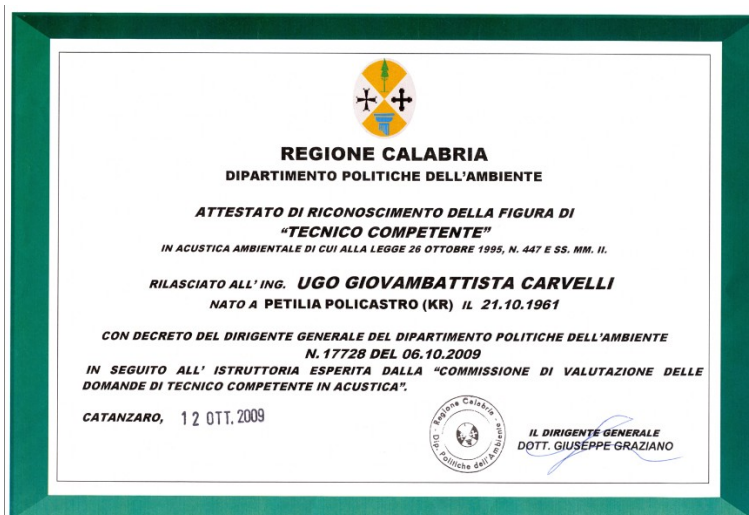 REGIONE CALABRIA
DIPARTIMENTO POLITICHE DELL'AMBIENTE
ATTESTATO DI RICONOSCIMENTO DELLA FIGURA DI
"TECNICO COMPETENTE"
IN ACUSTICA AMBIENTALE DI CUI ALLA LEGGE 26 OTTOBRE 1995, N. 447 E SS. MM. II.
RILASCIATO ALL' ING. UGO GIOVAMBATTISTA CARVELLI
NATO A PETILIA POLICASTRO (KR) IL 21.10.1961
CON DECRETO DEL DIRIGENTE GENERALE DEL DIPARTIMENTO POLITICHE DELL'AMBIENTE
N. 17728 DEL 06.10.2009
IN SEGUITO ALL' ISTRUTTORIA ESPERITA DALLA "COMMISSIONE DI VALUTAZIONE DELLE
DOMANDE DI TECNICO COMPETENTE IN ACUSTICA".
CATANZARO, 12 OTT. 2009
Regione Calabria - Dip. Politiche dell'Ambiente
IL DIRIGENTE GENERALE
DOTT. GIUSEPPE GRAZIANO